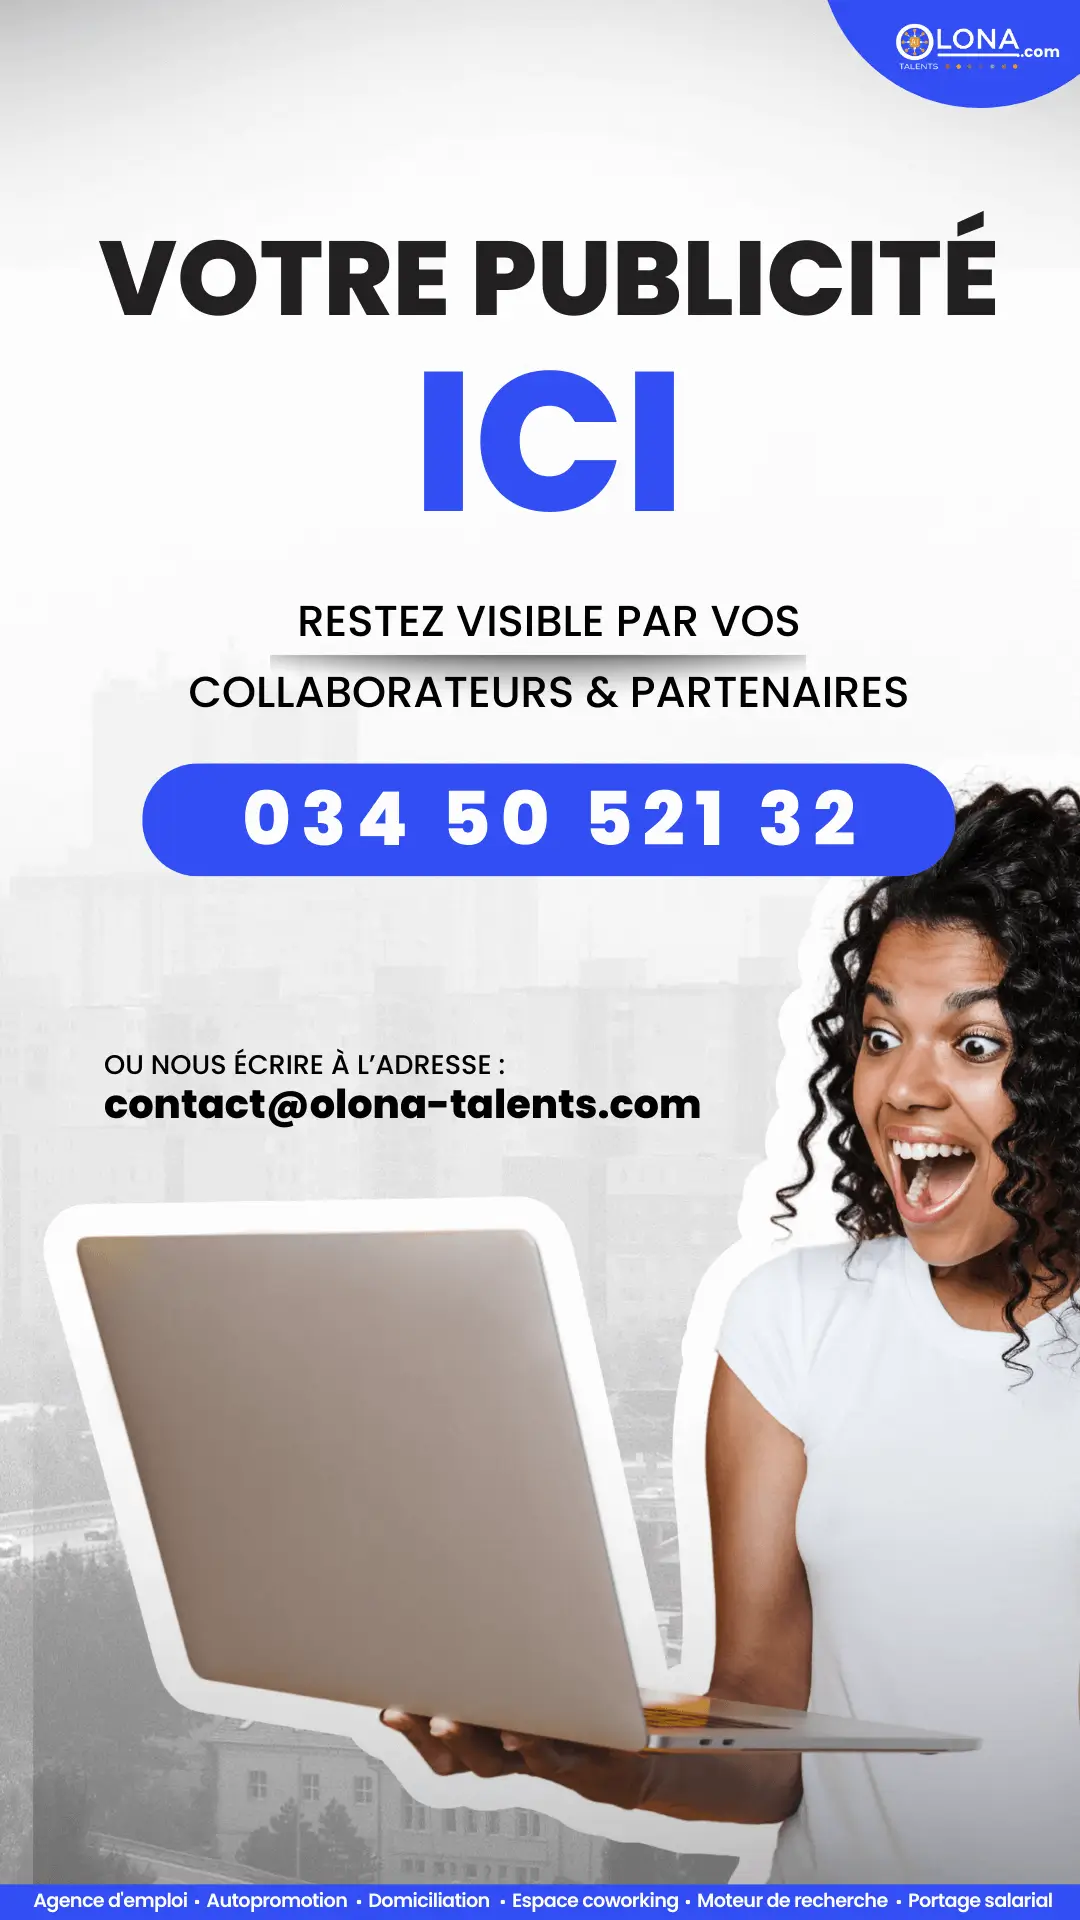 OLONA.com
TALENTS
VOTRE PUBLICITÉ
ICI
RESTEZ VISIBLE PAR VOS
COLLABORATEURS & PARTENAIRES
034 50 521 32
OU NOUS ÉCRIRE À L’ADRESSE :
contact@olona-talents.com
Agence d'emploi • Autopromotion • Domiciliation • Espace coworking • Moteur de recherche • Portage salarial